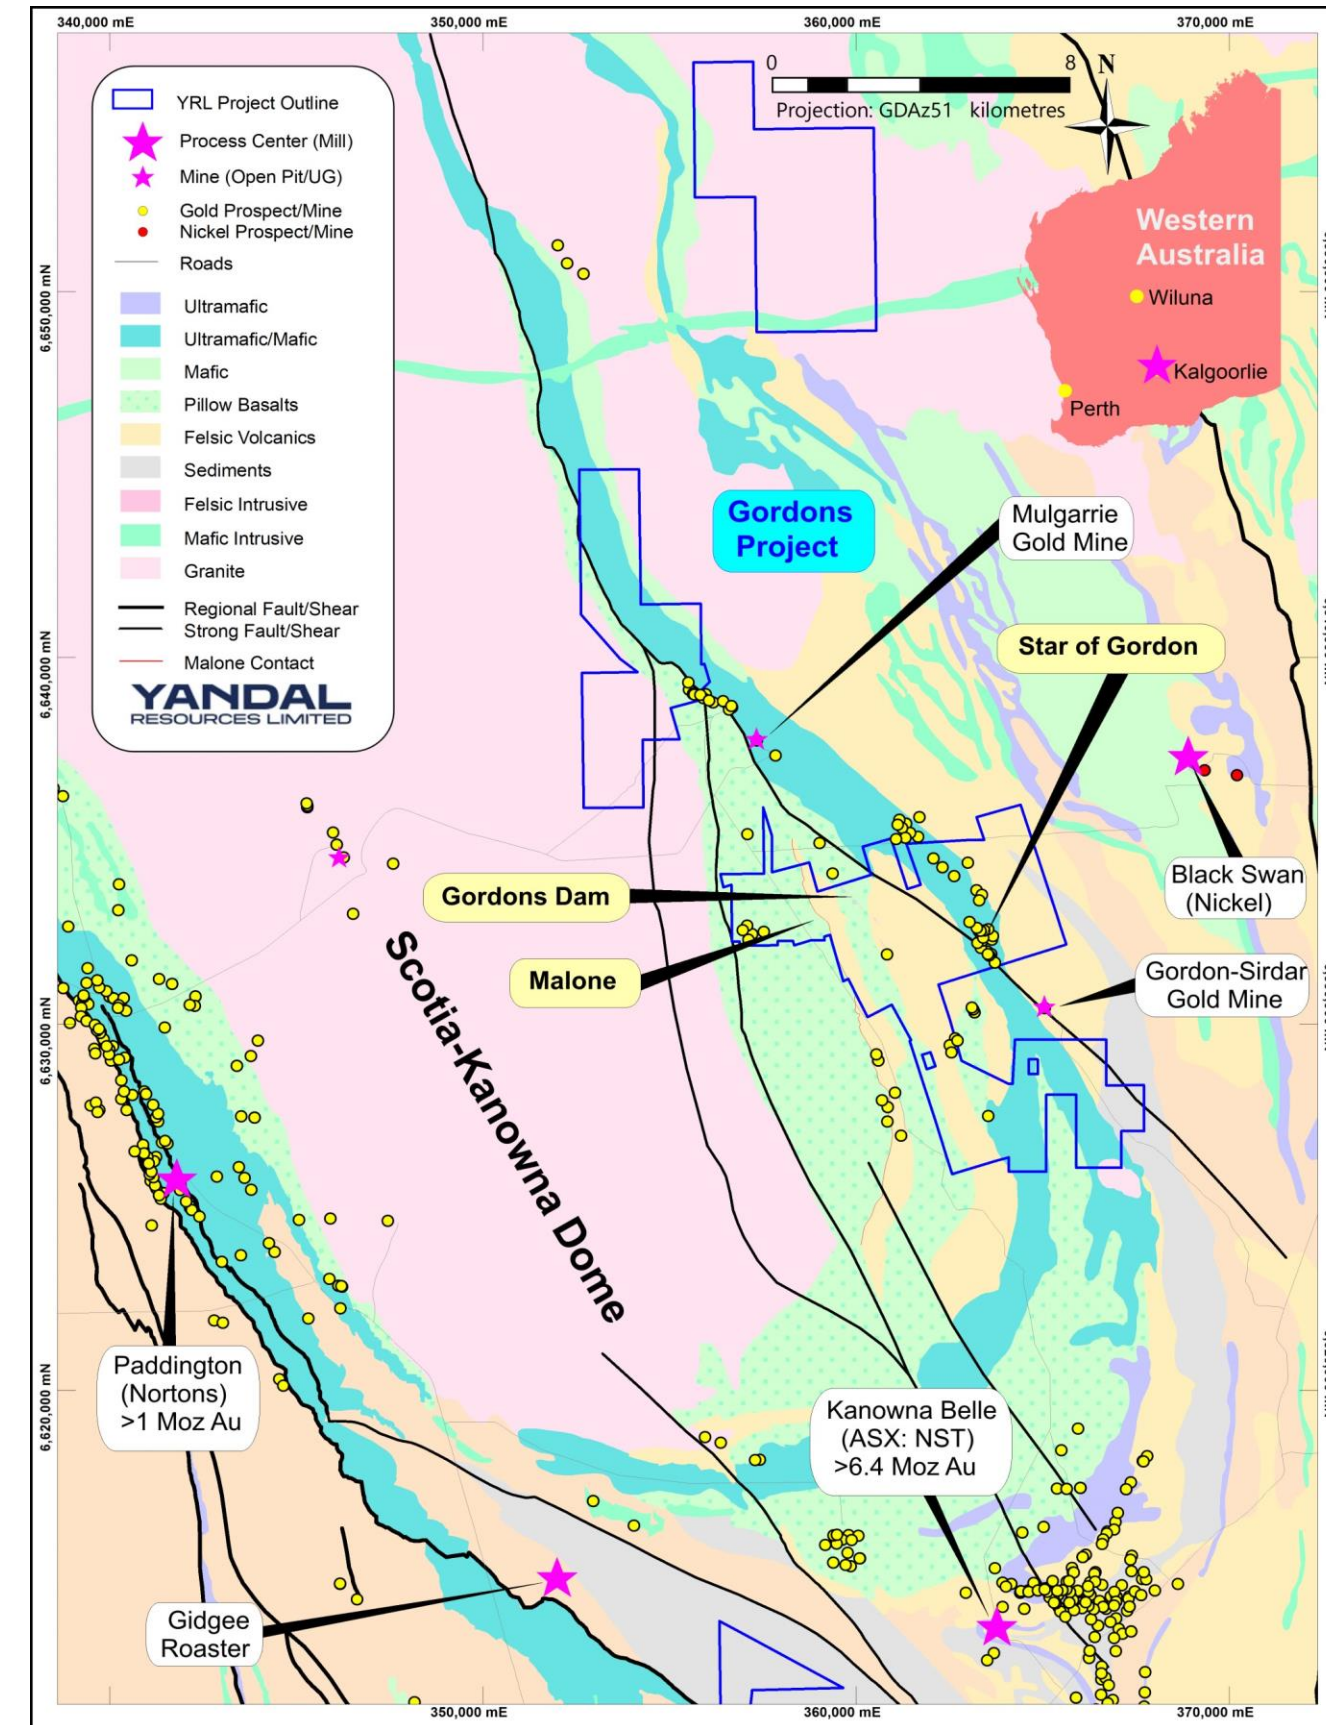 340,000 mE
350,000 mE
360,000 mE
370,000 mE
YRL Project Outline
Process Center (Mill)
Mine (Open Pit/UG)
Gold Prospect/Mine
Nickel Prospect/Mine
Roads
Ultramafic
Ultramafic/Mafic
Mafic
Pillow Basalts
Felsic Volcanics
Sediments
Felsic Intrusive
Mafic Intrusive
Granite
Regional Fault/Shear
Strong Fault/Shear
Malone Contact
YANDAL
RESOURCES LIMITED
0
8
N
Projection: GDAz51 kilometres
Western
Australia
Wiluna
Kalgoorlie
Perth
6,650,000 mN
6,640,000 mN
6,630,000 mN
6,620,000 mN
Gordons
Project
Mulgarrie
Gold Mine
Star of Gordon
Black Swan
(Nickel)
Gordons Dam
Malone
Gordon-Sirdar
Gold Mine
Scotia-Kanowna Dome
Paddington
(Nortons)
>1 Moz Au
Kanowna Belle
(ASX: NST)
>6.4 Moz Au
Gidgee
Roaster
350,000 mE
360,000 mE
370,000 mE